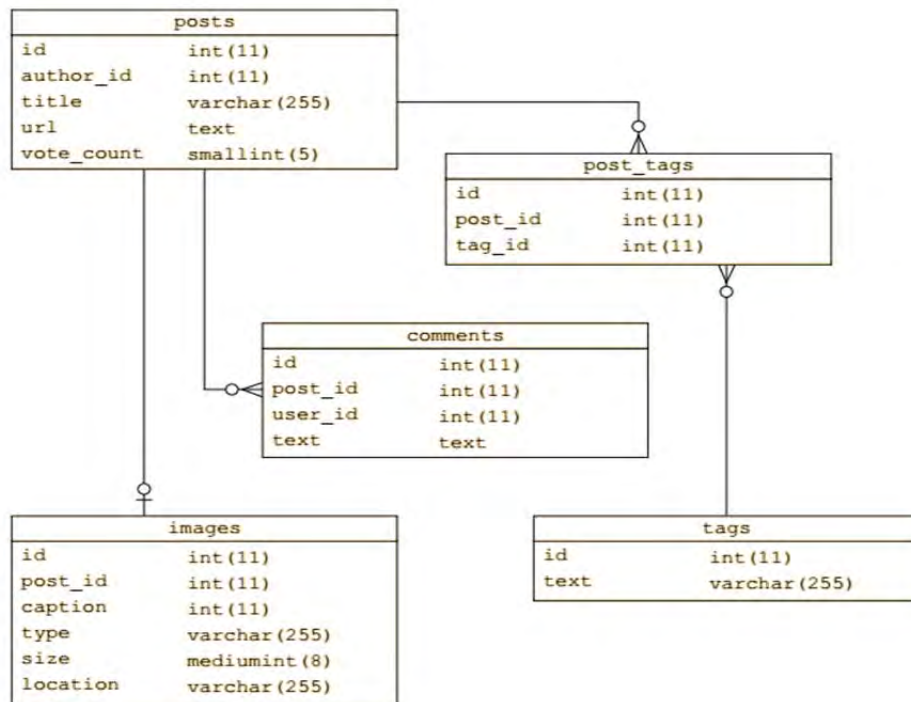 posts
id int(11)
author_id int(11)
title varchar(255)
url text
vote_count smallint(5)
post_tags
id int(11)
post_id int(11)
tag_id int(11)
comments
id int(11)
post_id int(11)
user_id int(11)
text text
images
id int(11)
post_id int(11)
caption int(11)
type varchar(255)
size mediumint(8)
location varchar(255)
tags
id int(11)
text varchar(255)